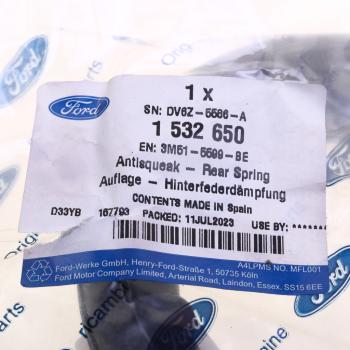 Ford
1 x
SN: DV6Z-5586-A
1 532 650
EN: 3M51-5599-BE
Antisqueak - Rear Spring
Auflage - Hinterfederdämpfung
CONTENTS MADE IN Spain
D33YB 167793 PACKED: 11JUL2023 USE BY: *******
A4LPMS NO. MFL001
Ford-Werke GmbH, Henry-Ford-Straße 1, 50735 Köln
Ford Motor Company Limited, Arterial Road, Laindon, Essex. SS15 6EE